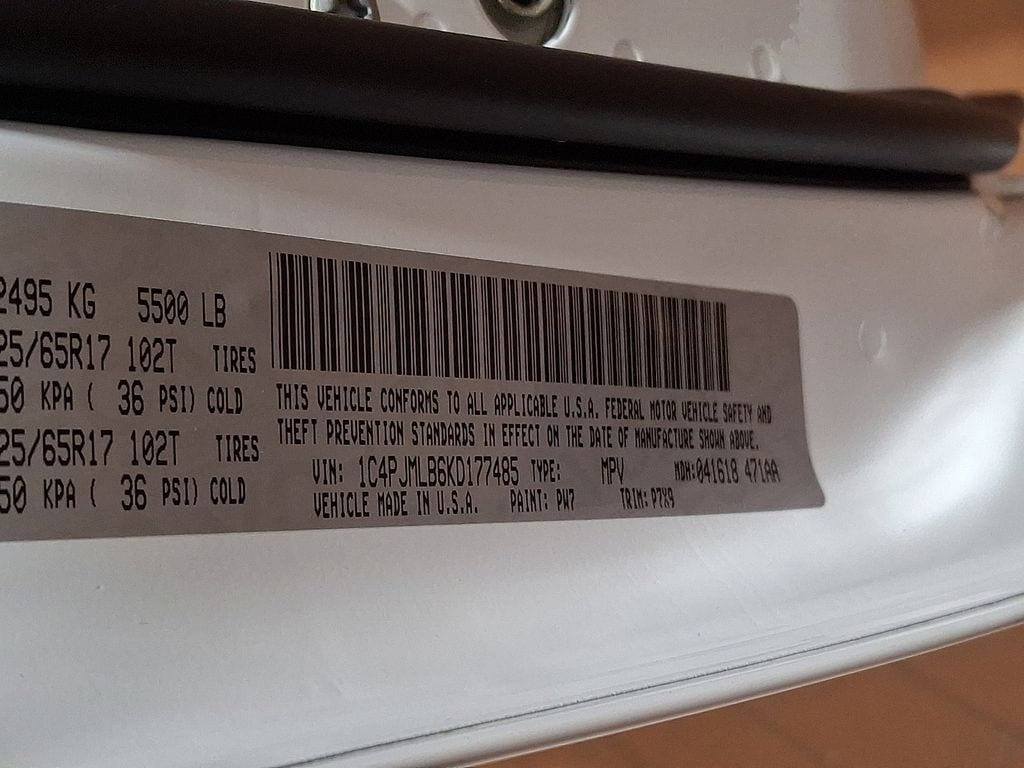 2495 KG 5500 LB
25/65R17 102T TIRES
50 KPA ( 36 PSI) COLD
25/65R17 102T TIRES
50 KPA ( 36 PSI) COLD
THIS VEHICLE CONFORMS TO ALL APPLICABLE U.S.A. FEDERAL MOTOR VEHICLE SAFETY AND
THEFT PREVENTION STANDARDS IN EFFECT ON THE DATE OF MANUFACTURE SHOWN ABOVE.
VIN: 1C4PJMLB6KD177485 TYPE: MPV MDH:041618 471AA
VEHICLE MADE IN U.S.A. PAINT: PW7 TRIM: P7X9